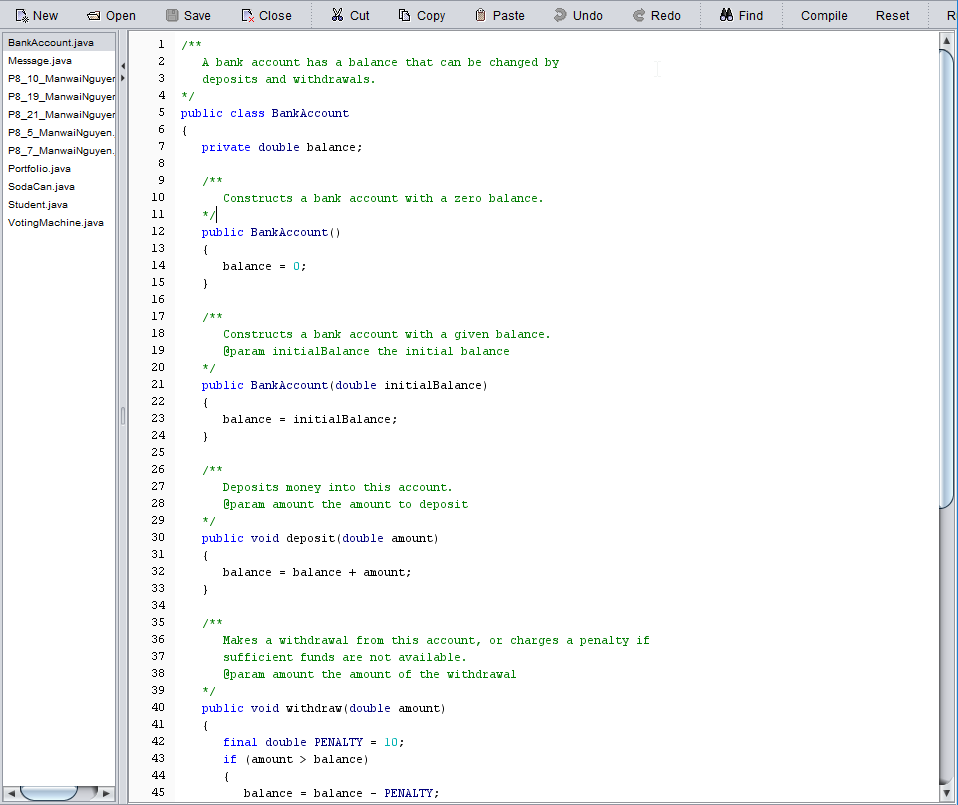 New Open Save Close Cut Copy Paste Undo Redo Find Compile Reset R
BankAccount.java
Message.java
P8_10_ManwaiNguyen
P8_19_ManwaiNguyen
P8_21_ManwaiNguyen
P8_5_ManwaiNguyen.
P8_7_ManwaiNguyen.
Portfolio.java
SodaCan.java
Student.java
VotingMachine.java
1 /**
2    A bank account has a balance that can be changed by
3    deposits and withdrawals.
4 */
5 public class BankAccount
6 {
7    private double balance;
8
9    /**
10       Constructs a bank account with a zero balance.
11    */
12    public BankAccount()
13    {
14       balance = 0;
15    }
16
17    /**
18       Constructs a bank account with a given balance.
19       @param initialBalance the initial balance
20    */
21    public BankAccount(double initialBalance)
22    {
23       balance = initialBalance;
24    }
25
26    /**
27       Deposits money into this account.
28       @param amount the amount to deposit
29    */
30    public void deposit(double amount)
31    {
32       balance = balance + amount;
33    }
34
35    /**
36       Makes a withdrawal from this account, or charges a penalty if
37       sufficient funds are not available.
38       @param amount the amount of the withdrawal
39    */
40    public void withdraw(double amount)
41    {
42       final double PENALTY = 10;
43       if (amount > balance)
44       {
45          balance = balance - PENALTY;